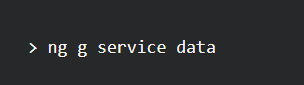 > ng g service data